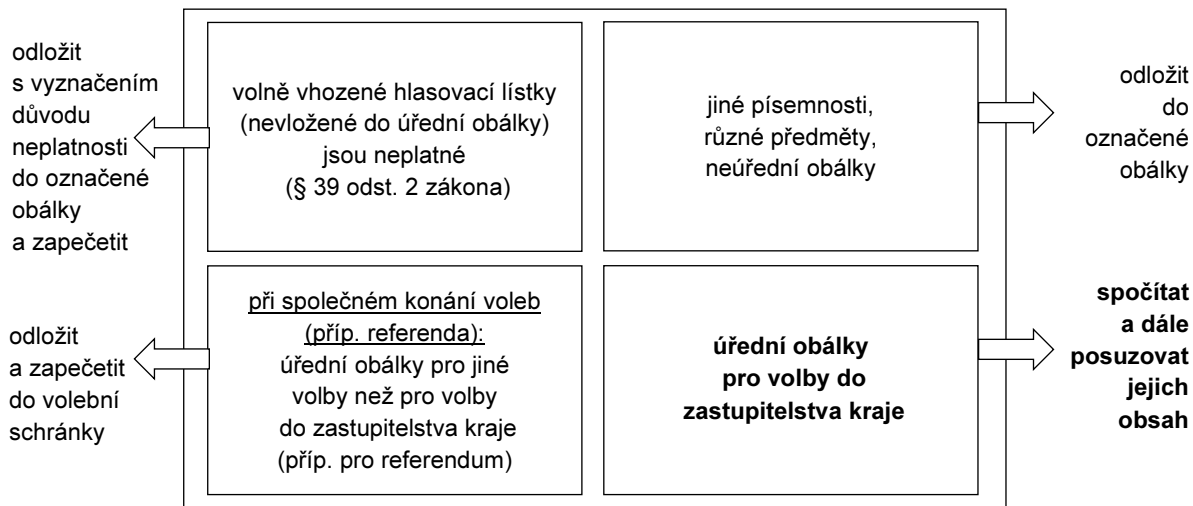 odložit
s vyznačením
důvodu
neplatnosti
do označené
obálky
a zapečetit
volně vhozené hlasovací lístky
(nevložené do úřední obálky)
jsou neplatné
(§ 39 odst. 2 zákona)
jiné písemnosti,
různé předměty,
neúřední obálky
odložit
do
označené
obálky
odložit
a zapečetit
do volební
schránky
při společném konání voleb
(příp. referenda):
úřední obálky pro jiné
volby než pro volby
do zastupitelstva kraje
(příp. pro referendum)
úřední obálky
pro volby do
zastupitelstva kraje
spočítat
a dále
posuzovat
jejich
obsah